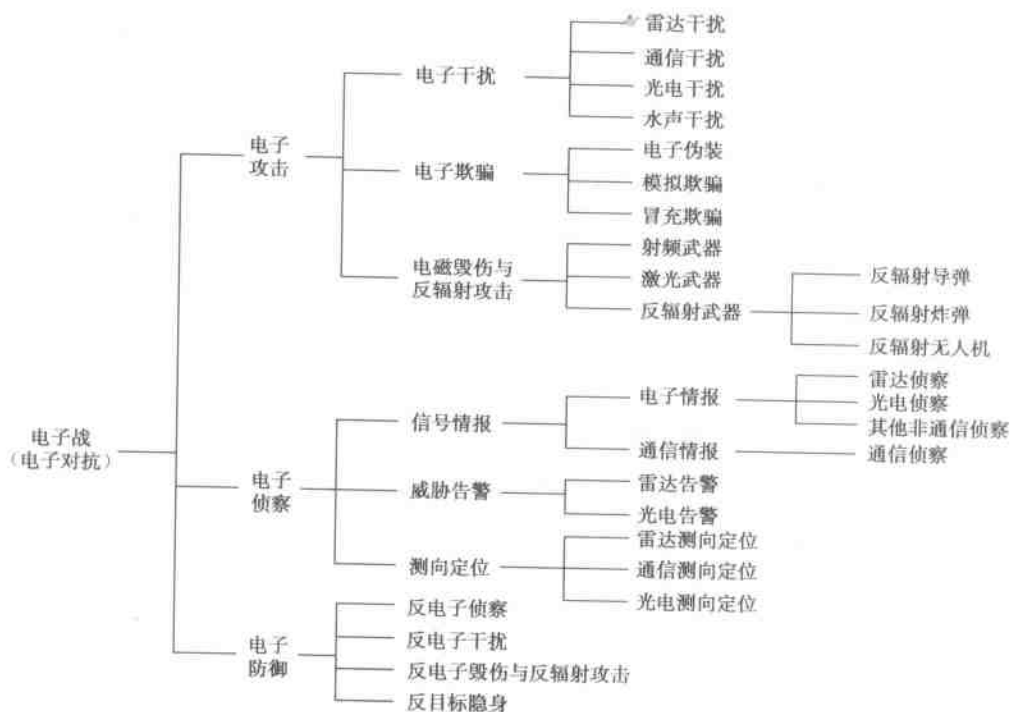 电子战
（电子对抗）
电子
攻击
电子干扰
雷达干扰
通信干扰
光电干扰
水声干扰
电子欺骗
电子伪装
模拟欺骗
冒充欺骗
电磁毁伤与
反辐射攻击
射频武器
激光武器
反辐射武器
反辐射导弹
反辐射炸弹
反辐射无人机
电子
侦察
信号情报
电子情报
雷达侦察
光电侦察
其他非通信侦察
通信情报
通信侦察
威胁告警
雷达告警
光电告警
测向定位
雷达测向定位
通信测向定位
光电测向定位
电子
防御
反电子侦察
反电子干扰
反电子毁伤与反辐射攻击
反目标隐身